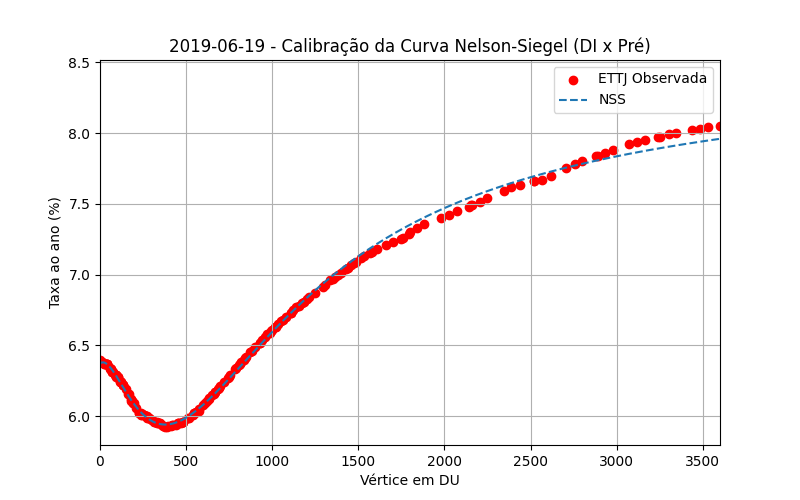 2019-06-19 - Calibração da Curva Nelson-Siegel (DI x Pré)
8.5
ETTJ Observada
NSS
8.0
7.5
7.0
6.5
6.0
Taxa ao ano (%)
0 500 1000 1500 2000 2500 3000 3500
Vértice em DU